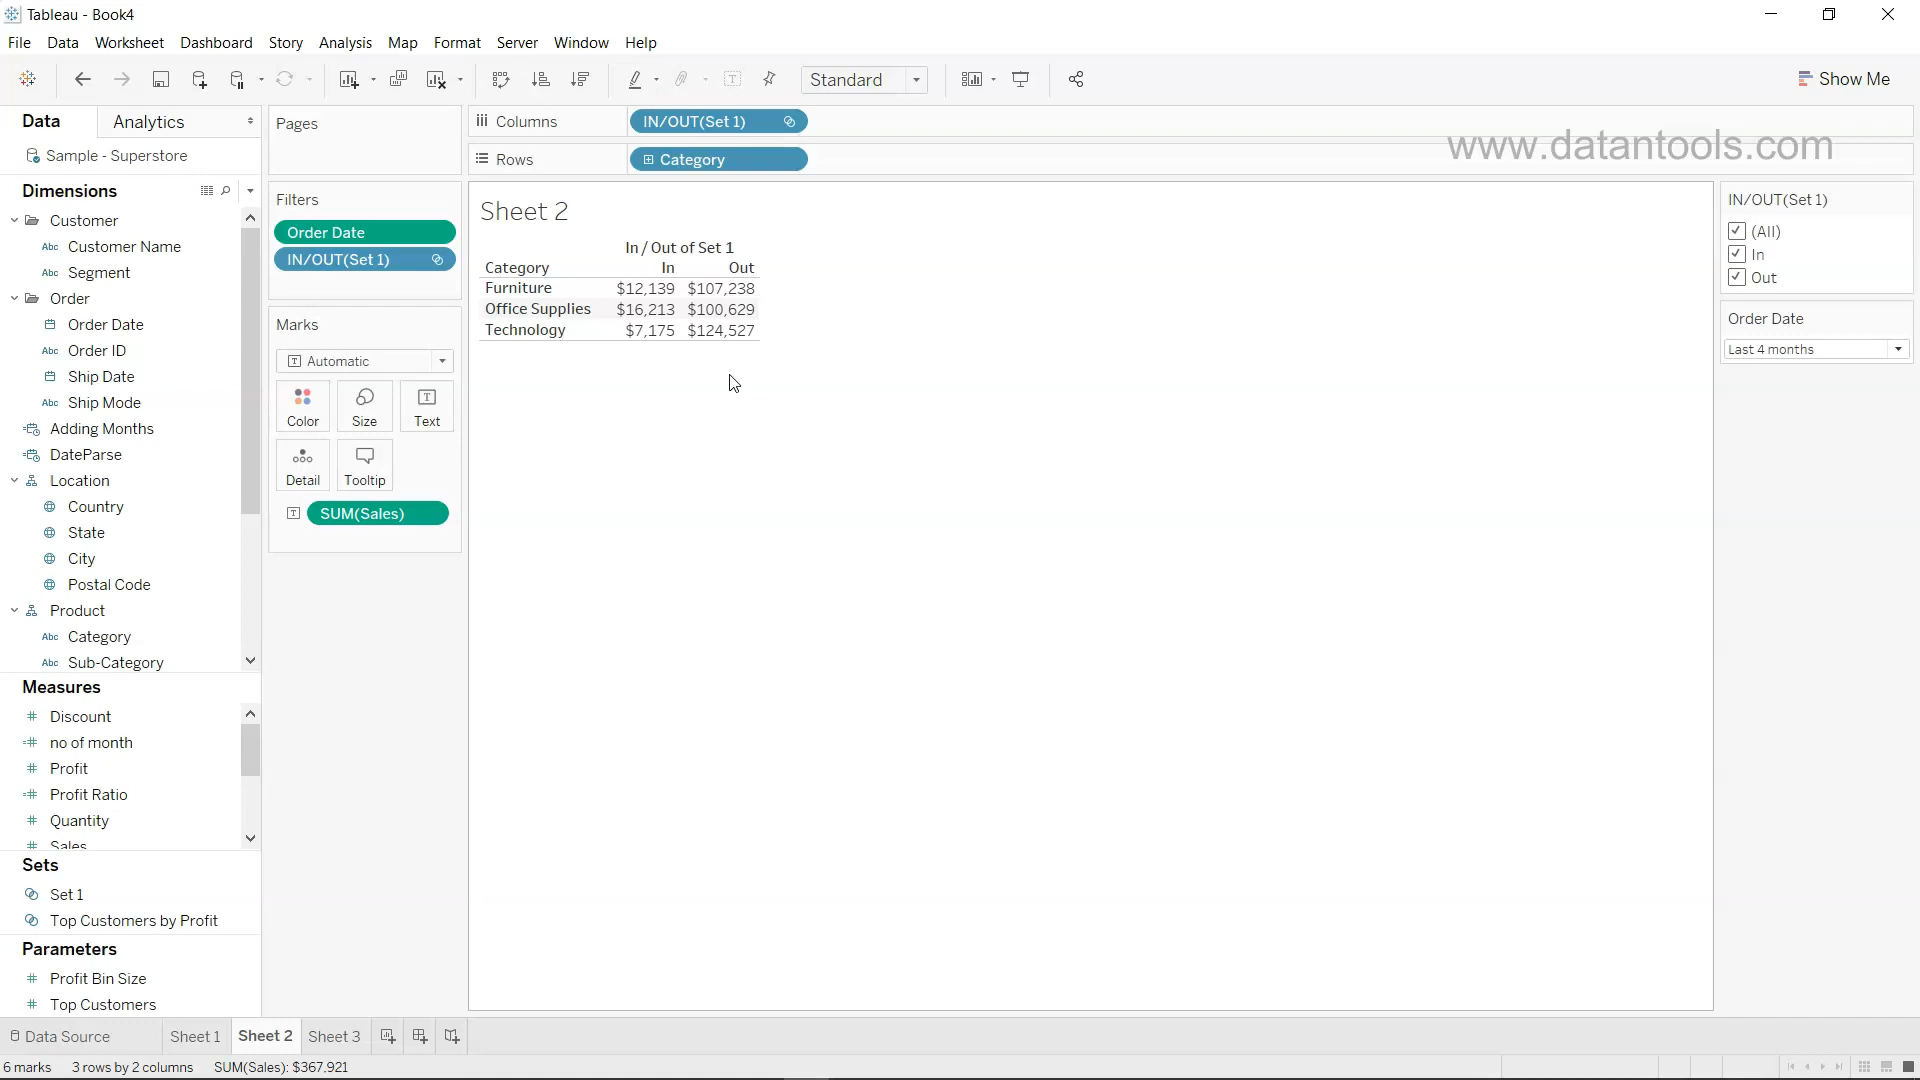 Tableau - Book4
File Data Worksheet Dashboard Story Analysis Map Format Server Window Help
Standard
Show Me
Data Analytics
Sample - Superstore
Dimensions
Customer
Abc Customer Name
Abc Segment
Order
Order Date
Abc Order ID
Ship Date
Abc Ship Mode
Adding Months
DateParse
Location
Country
State
City
Postal Code
Product
Abc Category
Abc Sub-Category
Measures
Discount
no of month
Profit
Profit Ratio
Quantity
Sales
Sets
Set 1
Top Customers by Profit
Parameters
Profit Bin Size
Top Customers
Pages
Filters
Order Date
IN/OUT(Set 1)
Marks
T Automatic
Color Size Text
Detail Tooltip
T SUM(Sales)
Columns IN/OUT(Set 1)
Rows Category
www.datantools.com
Sheet 2
In / Out of Set 1
Category In Out
Furniture $12,139 $107,238
Office Supplies $16,213 $100,629
Technology $7,175 $124,527
IN/OUT(Set 1)
(All)
In
Out
Order Date
Last 4 months
Data Source Sheet 1 Sheet 2 Sheet 3
6 marks 3 rows by 2 columns SUM(Sales): $367,921